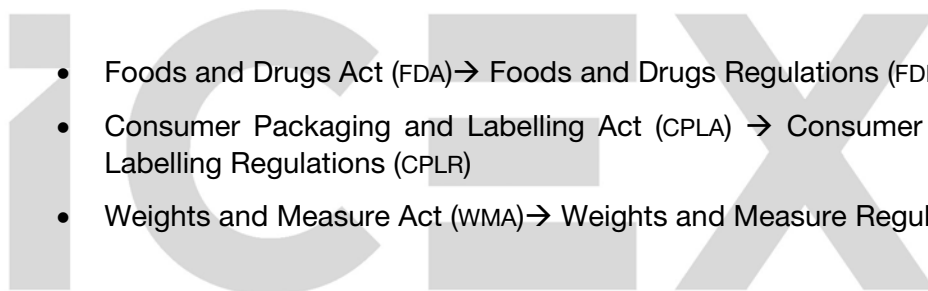 iCEX
• Foods and Drugs Act (FDA)→ Foods and Drugs Regulations
• Consumer Packaging and Labelling Act (CPLA) → Consumer
Labelling Regulations (CPLR)
• Weights and Measure Act (WMA)→ Weights and Measure